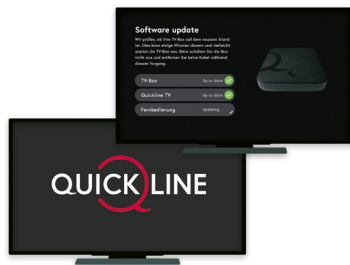 Software update
Wir prüfen, ob Ihre TV-Box auf dem neusten Stand
ist. Dies kann einige Minuten dauern und vielleicht
startet die TV-Box neu. Bitte schalten Sie die Box
nicht aus und entfernen Sie keine Kabel während
diesem Vorgang.
TV-Box Up to date
Quickline TV Up to date
Fernbedienung Updating...
QUICKLINE